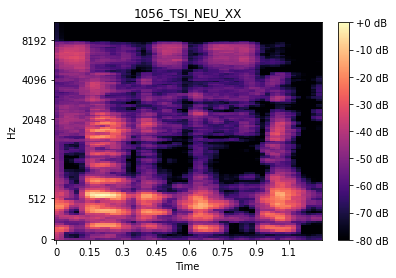 1056_TSI_NEU_XX
+0 dB
8192
-10 dB
4096
-20 dB
-30 dB
2048
Hz
-40 dB
1024
-50 dB
512
-60 dB
-70 dB
0
-80 dB
0 0.15 0.3 0.45 0.6 0.75 0.9 1.1
Time